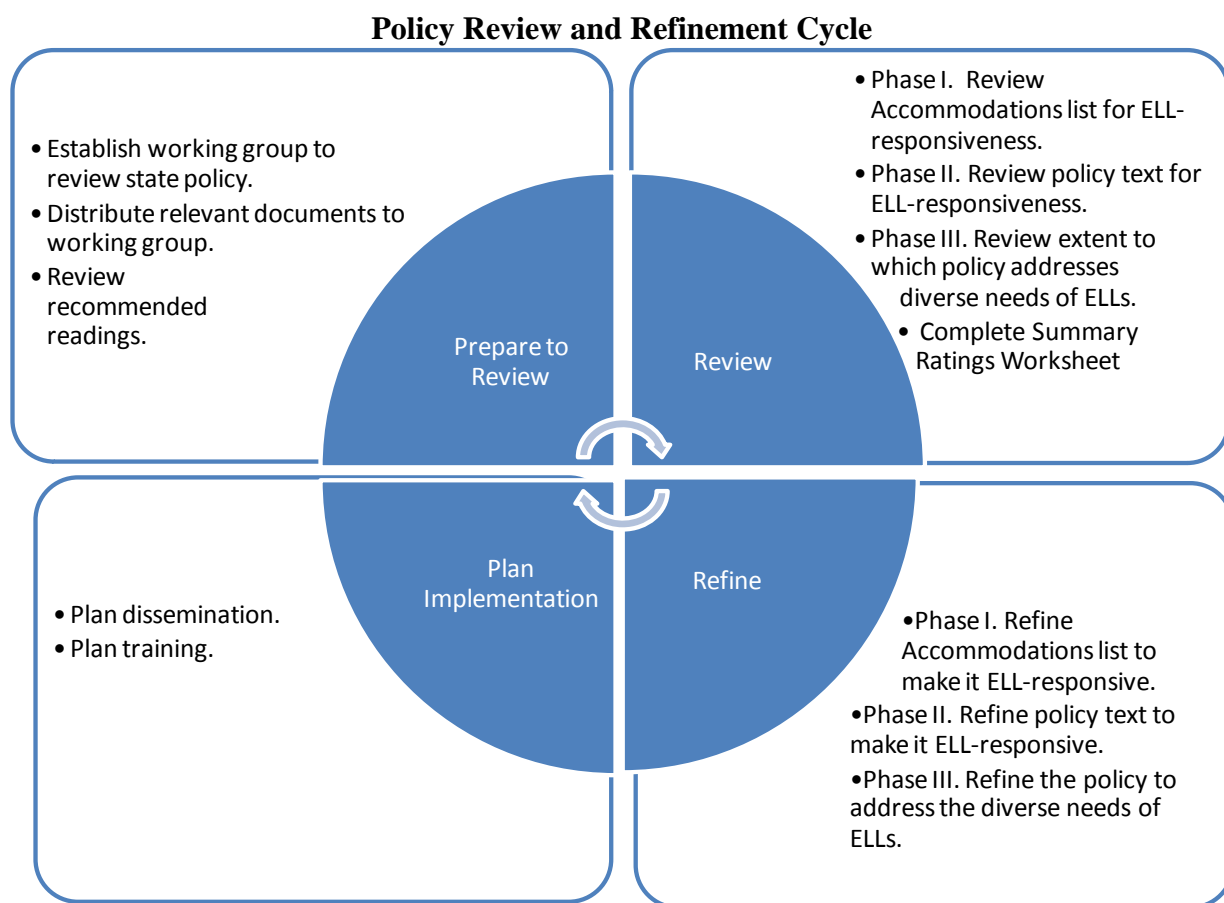 Policy Review and Refinement Cycle
• Establish working group to
review state policy.
• Distribute relevant documents to
working group.
• Review
recommended
readings.
Prepare to
Review
• Phase I. Review
Accommodations list for ELL-
responsiveness.
• Phase II. Review policy text for
ELL-responsiveness.
• Phase III. Review extent to
which policy addresses
diverse needs of ELLs.
• Complete Summary
Ratings Worksheet
Review
• Plan dissemination.
• Plan training.
Plan
Implementation
Refine
•Phase I. Refine
Accommodations list to
make it ELL-responsive.
•Phase II. Refine policy text to
make it ELL-responsive.
•Phase III. Refine the policy to
address the diverse needs of
ELLs.